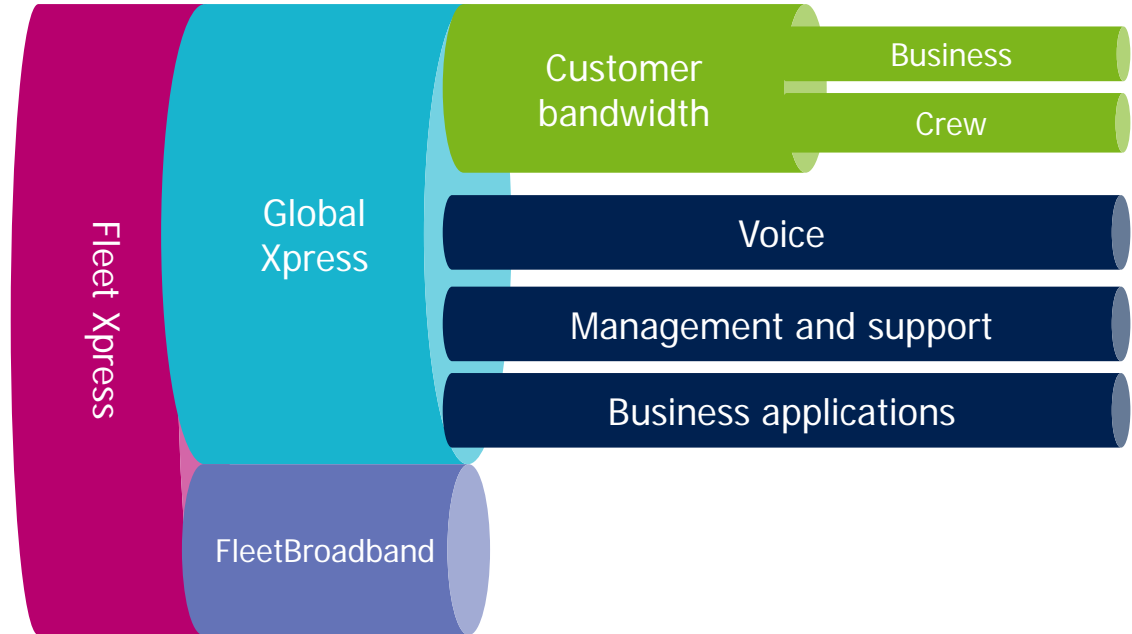 Fleet Xpress
Global
Xpress
Customer
bandwidth
Business
Crew
Voice
Management and support
Business applications
FleetBroadband